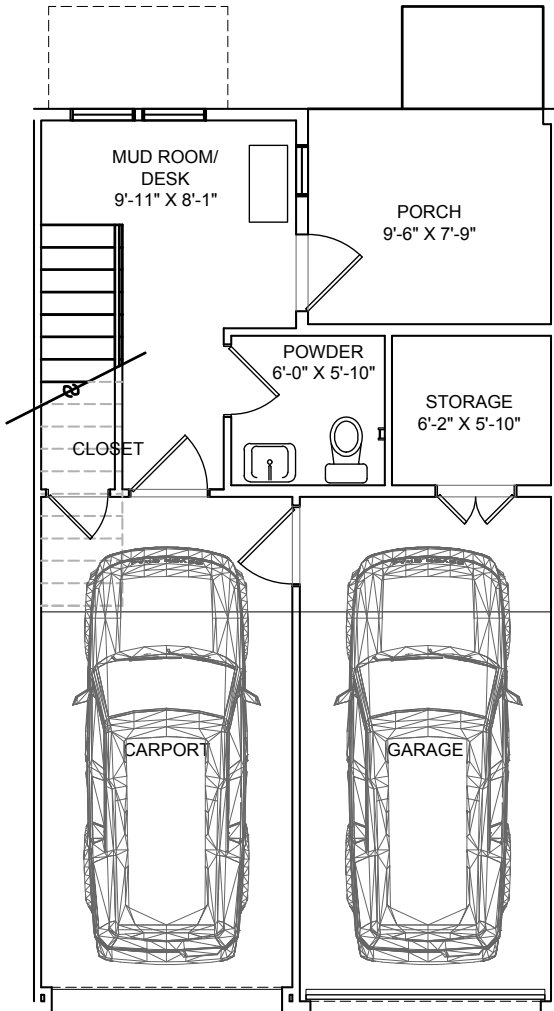 MUD ROOM/
DESK
9'-11" X 8'-1"
PORCH
9'-6" X 7'-9"
POWDER
6'-0" X 5'-10"
STORAGE
6'-2" X 5'-10"
CLOSET
CARPORT
GARAGE